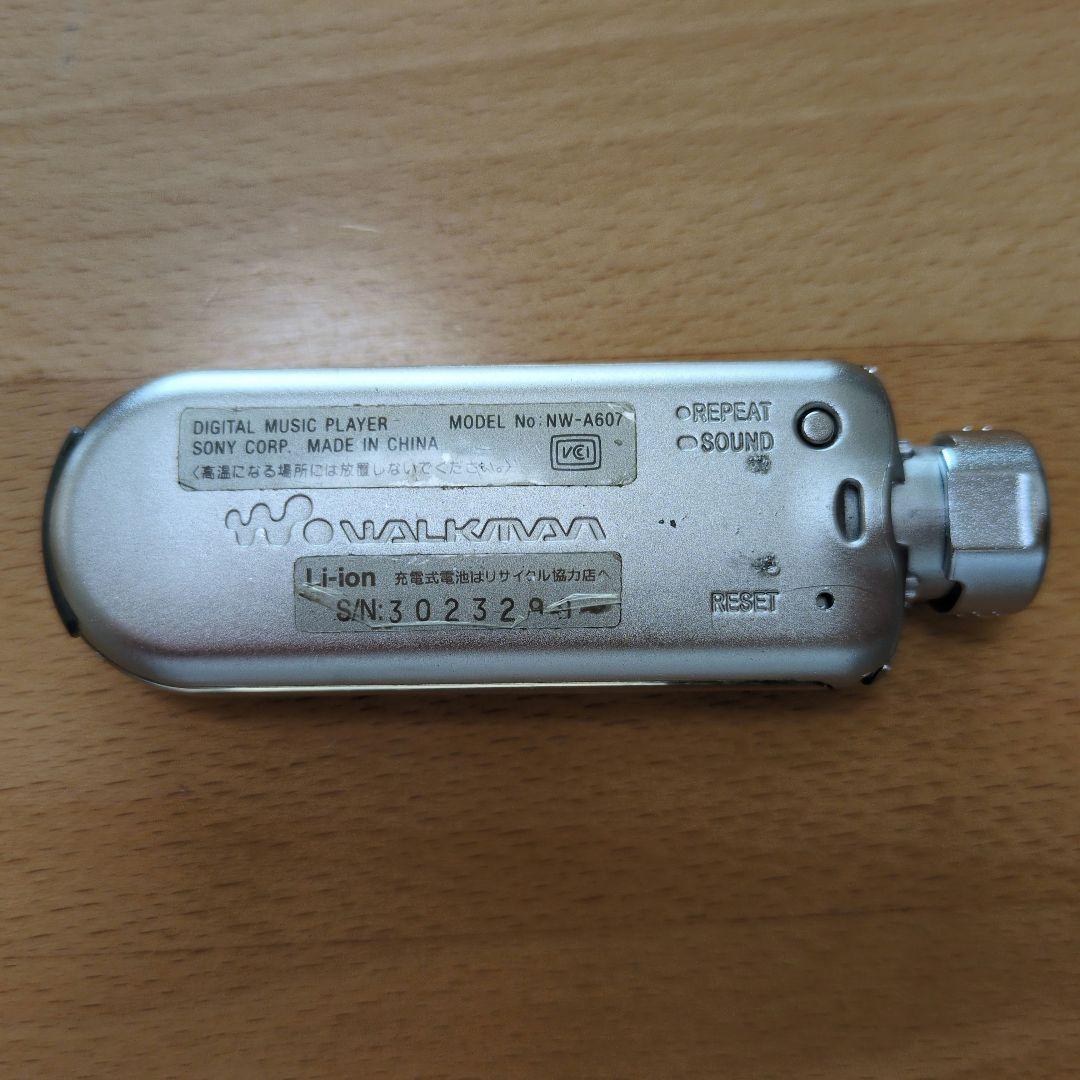 DIGITAL MUSIC PLAYER MODEL No: NW-A607
SONY CORP. MADE IN CHINA
〈高温になる場所には放置しないでください。〉
VCI
WALKMAN
Li-ion 充電式電池はリサイクル協力店へ
S/N:
REPEAT
SOUND
RESET